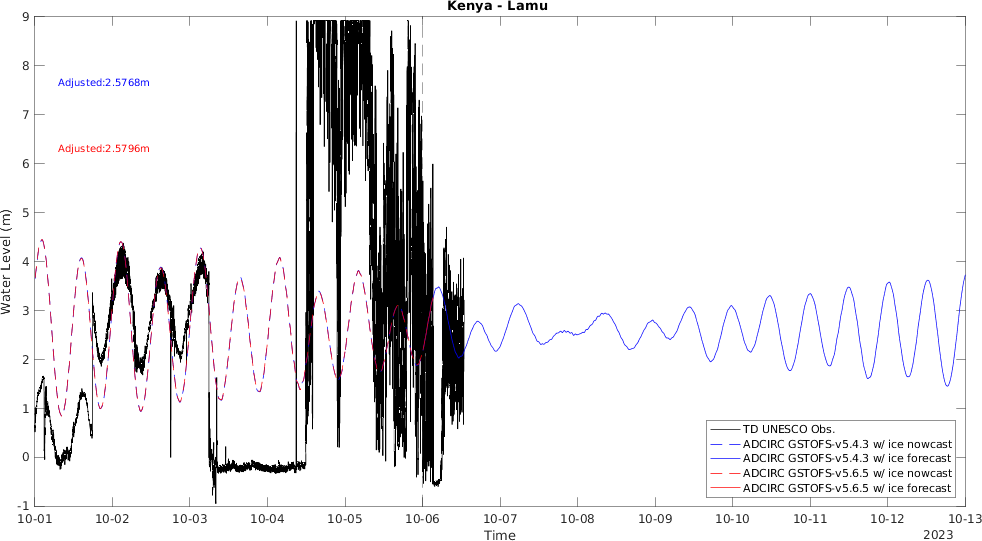 Kenya - Lamu
9
8
Adjusted:2.5768m
7
Adjusted:2.5796m
6
5
4
3
2
1
0
-1
Water Level (m)
TD UNESCO Obs.
ADCIRC GSTOFS-v5.4.3 w/ ice nowcast
ADCIRC GSTOFS-v5.4.3 w/ ice forecast
ADCIRC GSTOFS-v5.6.5 w/ ice nowcast
ADCIRC GSTOFS-v5.6.5 w/ ice forecast
10-01 10-02 10-03 10-04 10-05 10-06 10-07 10-08 10-09 10-10 10-11 10-12 10-13
Time
2023